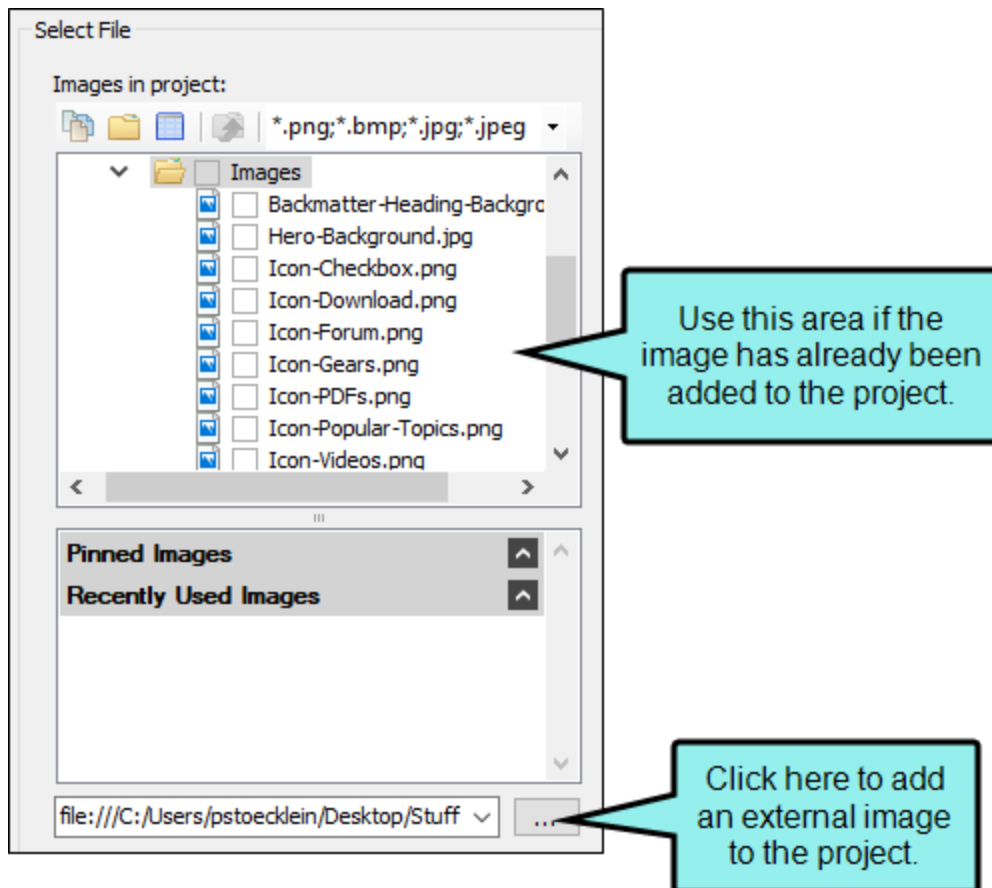 Select File
Images in project:
*.png;*.bmp;*.jpg;*.jpeg
Images
Backmatter-Heading-Backgro
Hero-Background.jpg
Icon-Checkbox.png
Icon-Download.png
Icon-Forum.png
Icon-Gears.png
Icon-PDFs.png
Icon-Popular-Topics.png
Icon-Videos.png
Use this area if the
image has already been
added to the project.
Pinned Images
Recently Used Images
file:///C:/Users/pstoecklein/Desktop/Stuff
...
Click here to add
an external image
to the project.